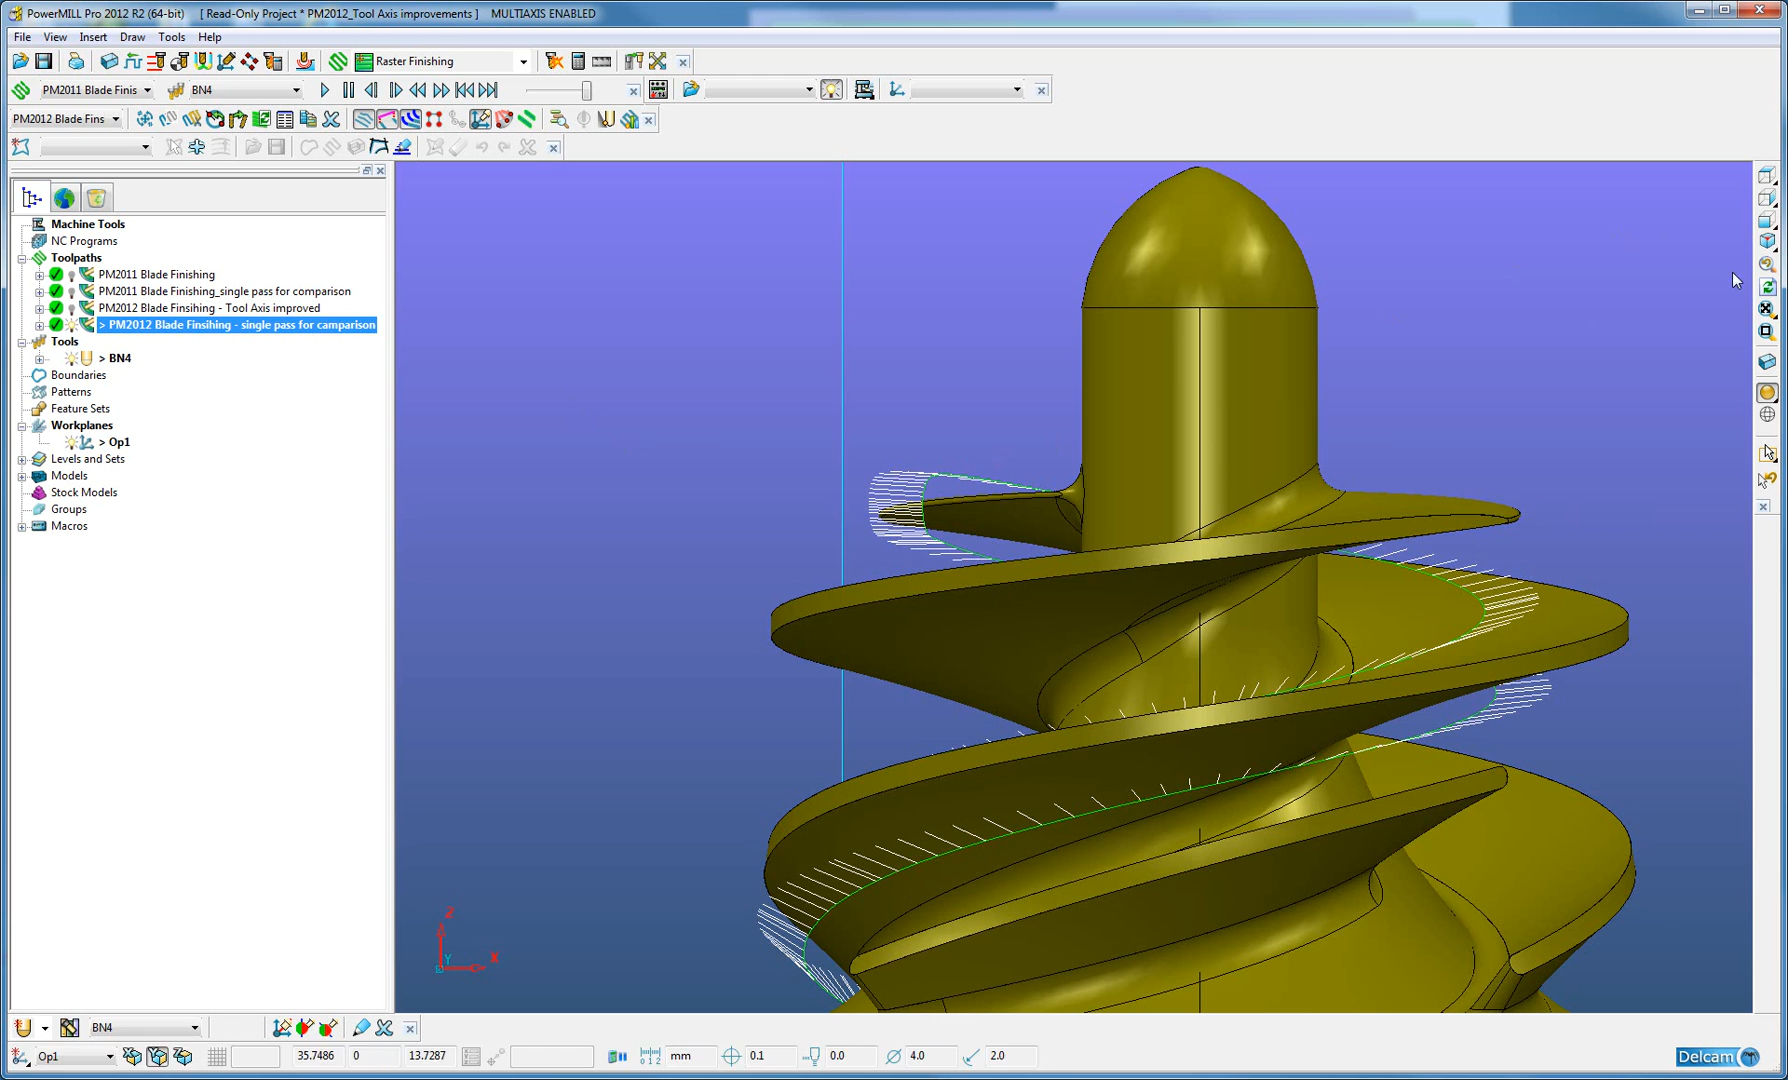 PowerMILL Pro 2012 R2 (64-bit) [ Read-Only Project * PM2012_Tool Axis improvements ] MULTIAXIS ENABLED
File View Insert Draw Tools Help
Raster Finishing
PM2011 Blade Finis BN4
PM2012 Blade Fins
Machine Tools
NC Programs
Toolpaths
PM2011 Blade Finishing
PM2011 Blade Finishing_single pass for comparison
PM2012 Blade Finsihing - Tool Axis improved
> PM2012 Blade Finsihing - single pass for camparison
Tools
> BN4
Boundaries
Patterns
Feature Sets
Workplanes
> Op1
Levels and Sets
Models
Stock Models
Groups
Macros
Z
Y X
BN4
Op1 35.7486 0 13.7287 mm 0.1 0.0 4.0 2.0 Delcam